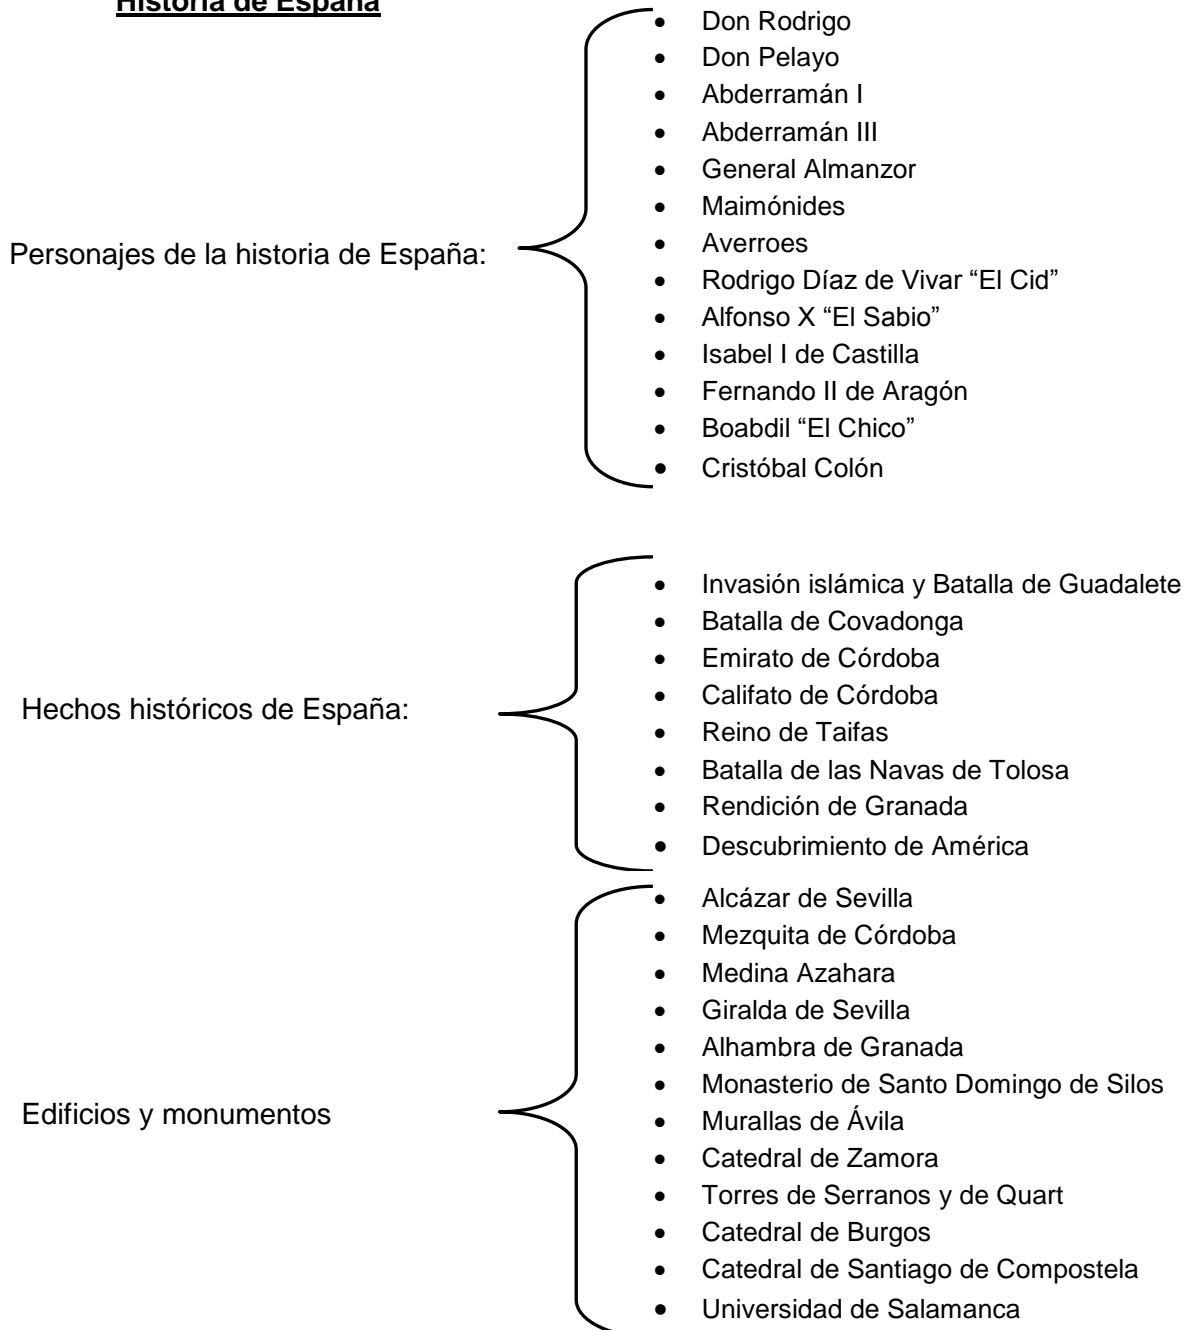 Historia de España
Personajes de la historia de España:
• Don Rodrigo
• Don Pelayo
• Abderramán I
• Abderramán III
• General Almanzor
• Maimónides
• Averroes
• Rodrigo Díaz de Vivar “El Cid”
• Alfonso X “El Sabio”
• Isabel I de Castilla
• Fernando II de Aragón
• Boabdil “El Chico”
• Cristóbal Colón
Hechos históricos de España:
• Invasión islámica y Batalla de Guadalete
• Batalla de Covadonga
• Emirato de Córdoba
• Califato de Córdoba
• Reino de Taifas
• Batalla de las Navas de Tolosa
• Rendición de Granada
• Descubrimiento de América
Edificios y monumentos
• Alcázar de Sevilla
• Mezquita de Córdoba
• Medina Azahara
• Giralda de Sevilla
• Alhambra de Granada
• Monasterio de Santo Domingo de Silos
• Murallas de Ávila
• Catedral de Zamora
• Torres de Serranos y de Quart
• Catedral de Burgos
• Catedral de Santiago de Compostela
• Universidad de Salamanca